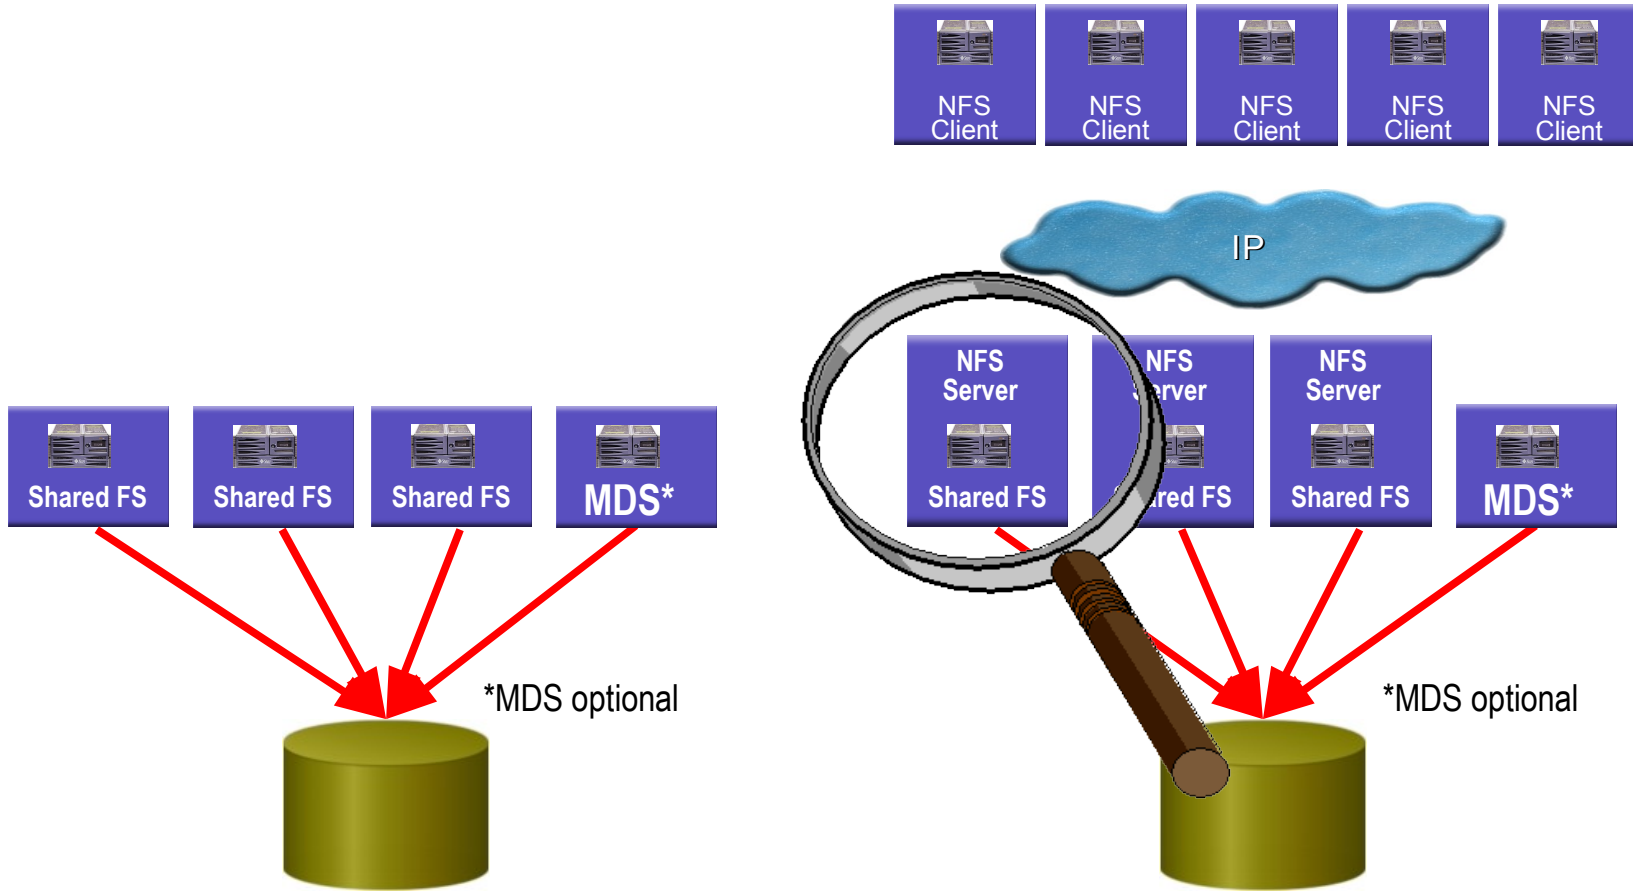 NFS
Client
NFS
Client
NFS
Client
NFS
Client
NFS
Client
IP
NFS
Server
NFS
Server
NFS
Server
Shared FS
Shared FS
Shared FS
MDS*
Shared FS
Shared FS
Shared FS
MDS*
*MDS optional
*MDS optional